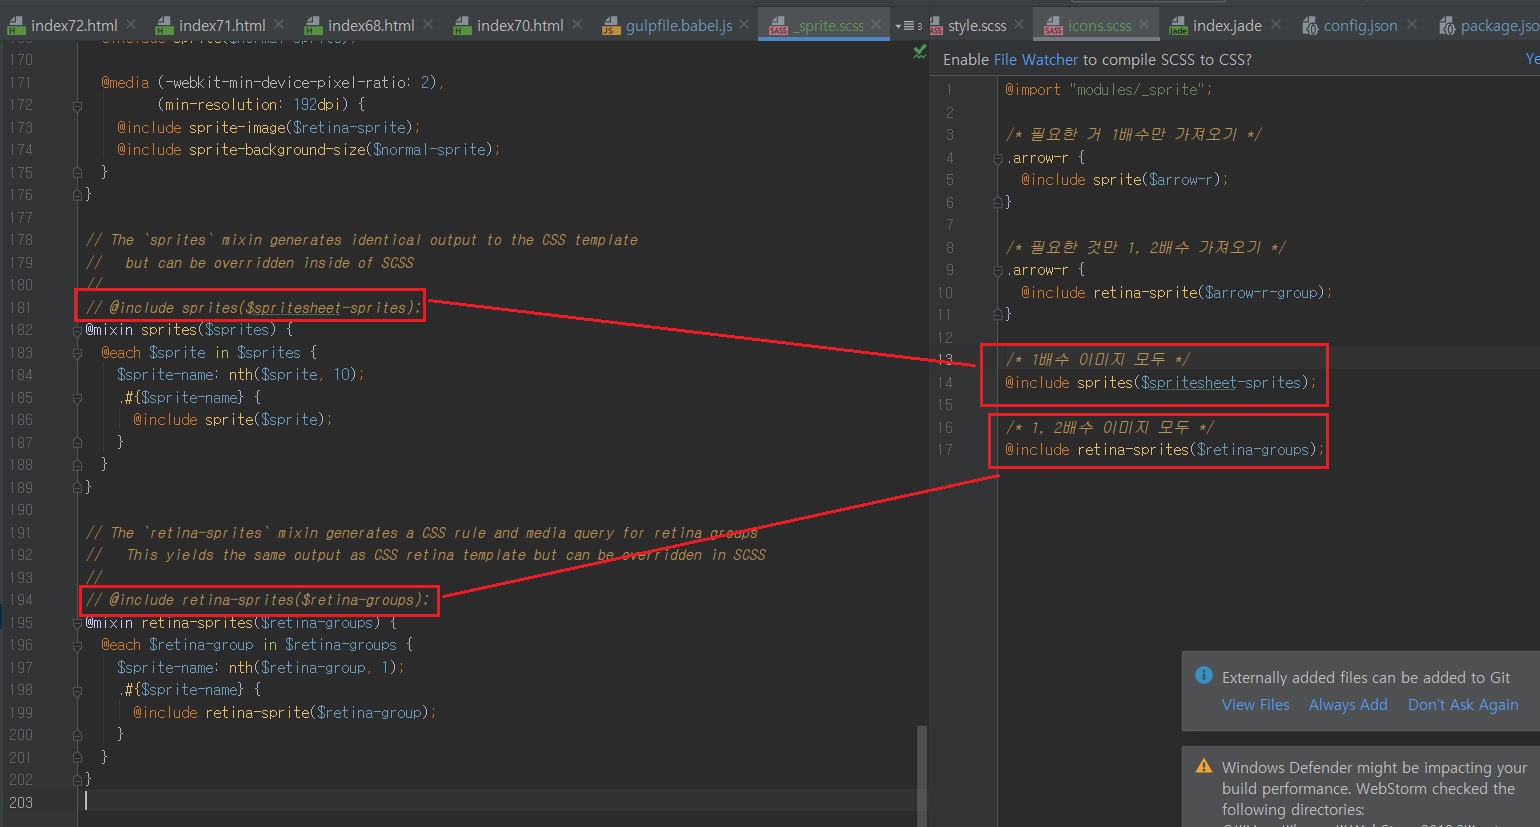 index72.html index71.html index68.html index70.html gulpfile.babel.js _sprite.scss 3 style.scss icons.scss index.jade config.json package.jso
170
171 @media (-webkit-min-device-pixel-ratio: 2),
172 (min-resolution: 192dpi) {
173 @include sprite-image($retina-sprite);
174 @include sprite-background-size($normal-sprite);
175 }
176 }
177
178 // The `sprites` mixin generates identical output to the CSS template
179 // but can be overridden inside of SCSS
180 //
181 // @include sprites($spritesheet-sprites);
182 @mixin sprites($sprites) {
183 @each $sprite in $sprites {
184 $sprite-name: nth($sprite, 10);
185 .#{$sprite-name} {
186 @include sprite($sprite);
187 }
188 }
189 }
190
191 // The `retina-sprites` mixin generates a CSS rule and media query for retina groups
192 // This yields the same output as CSS retina template but can be overridden in SCSS
193 //
194 // @include retina-sprites($retina-groups);
195 @mixin retina-sprites($retina-groups) {
196 @each $retina-group in $retina-groups {
197 $sprite-name: nth($retina-group, 1);
198 .#{$sprite-name} {
199 @include retina-sprite($retina-group);
200 }
201 }
202 }
203
Enable File Watcher to compile SCSS to CSS? Ye
1 @import "modules/_sprite";
2
3 /* 필요한 거 1배수만 가져오기 */
4 .arrow-r {
5 @include sprite($arrow-r);
6 }
7
8 /* 필요한 것만 1, 2배수 가져오기 */
9 .arrow-r {
10 @include retina-sprite($arrow-r-group);
11 }
12
13 /* 1배수 이미지 모두 */
14 @include sprites($spritesheet-sprites);
15
16 /* 1, 2배수 이미지 모두 */
17 @include retina-sprites($retina-groups);
Externally added files can be added to Git
View Files Always Add Don't Ask Again
Windows Defender might be impacting your
build performance. WebStorm checked the
following directories: